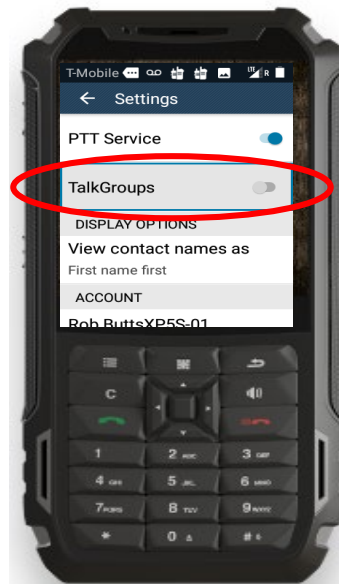 T-Mobile LTE R
Settings
PTT Service
TalkGroups
DISPLAY OPTIONS
View contact names as
First name first
ACCOUNT
Rob ButtsXP5S-01
C
1 2 ABC 3 DEF
4 GHI 5 JKL 6 MNO
7 PQRS 8 TUV 9 WXYZ
* 0 #